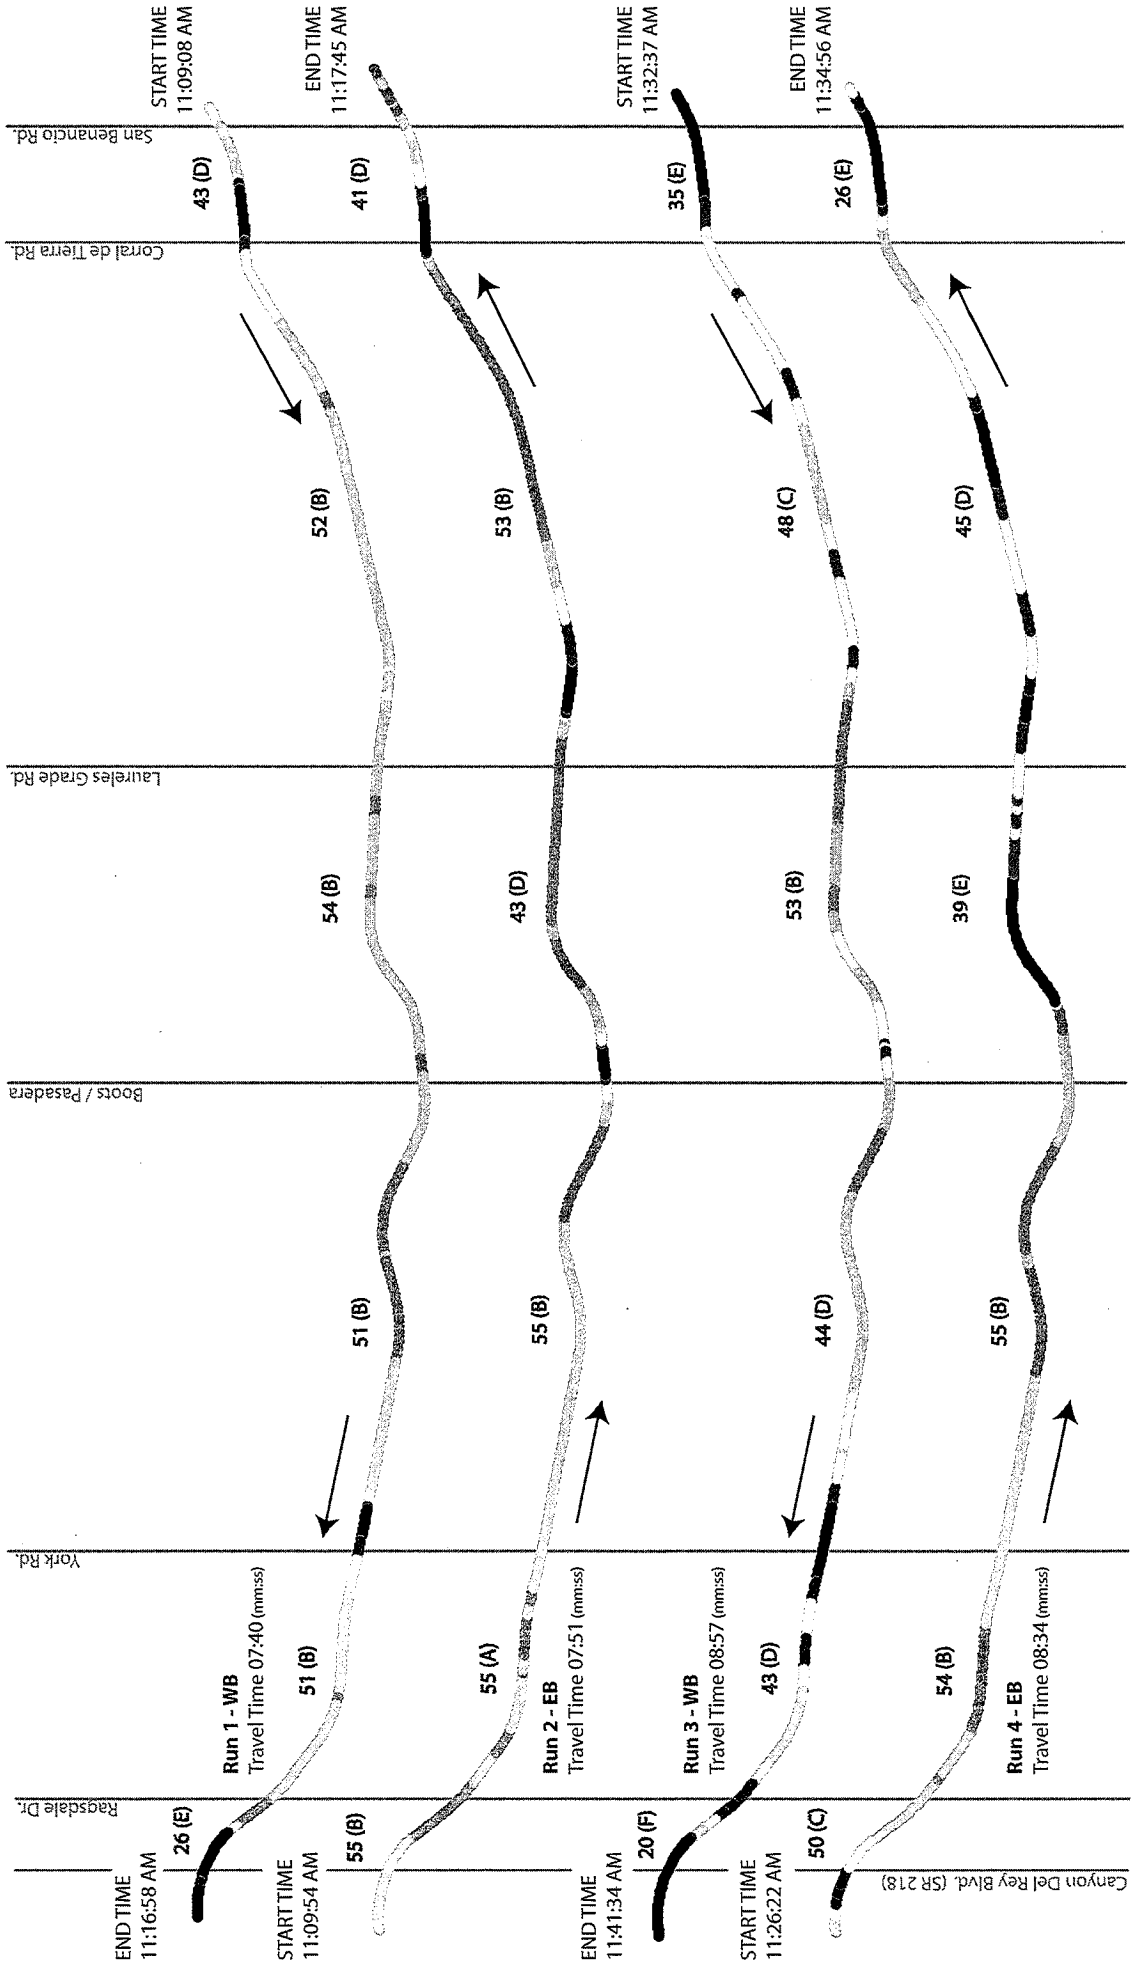 START TIME
11:09:08 AM
END TIME
11:17:45 AM
START TIME
11:32:37 AM
END TIME
11:34:56 AM
San Benancio Rd.
43 (D)
41 (D)
35 (E)
26 (E)
Corral de Tierra Rd.
52 (B)
53 (B)
48 (C)
45 (D)
Laureles Grade Rd.
54 (B)
43 (D)
53 (B)
39 (E)
Boots / Pasadera
51 (B)
55 (B)
44 (D)
55 (B)
York Rd.
51 (B)
55 (A)
43 (D)
54 (B)
Run 1 - WB
Travel Time 07:40 (mm:ss)
Run 2 - EB
Travel Time 07:51 (mm:ss)
Run 3 - WB
Travel Time 08:57 (mm:ss)
Run 4 - EB
Travel Time 08:34 (mm:ss)
Ragsdale Dr.
26 (E)
55 (B)
20 (F)
50 (C)
Canyon Del Rey Blvd. (SR 218)
END TIME
11:16:58 AM
START TIME
11:09:54 AM
END TIME
11:41:34 AM
START TIME
11:26:22 AM